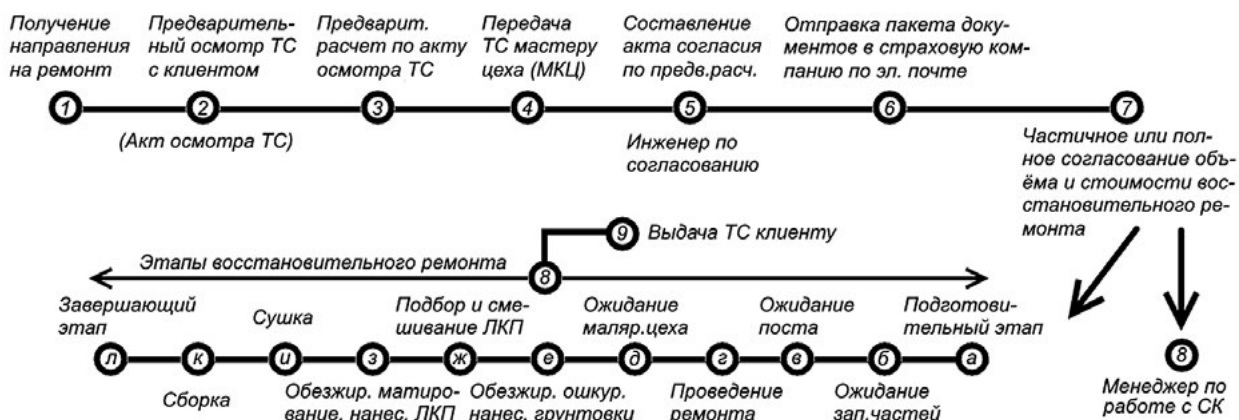 Получение
направления
на ремонт
Предваритель-
ный осмотр ТС
с клиентом
Предварит.
расчет по акту
осмотра ТС
Передача
ТС мастеру
цеха (МКЦ)
Составление
акта согласия
по предв.расч.
Отправка пакета доку-
ментов в страховую ком-
панию по эл. почте
1 2 3 4 5 6 7
(Акт осмотра ТС)
Инженер по
согласованию
Частичное или пол-
ное согласование объ-
ёма и стоимости вос-
становительного ре-
монта
9 Выдача ТС клиенту
Этапы восстановительного ремонта
8
Завершающий
этап
Сушка
Подбор и сме-
шивание ЛКП
Ожидание
маляр.цеха
Ожидание
поста
Подготови-
тельный этап
л к и з ж е д г в б а
8
Сборка
Обезжир. матиро-
вание, нанес. ЛКП
Обезжир. ошкур.
нанес. грунтовки
Проведение
ремонта
Ожидание
зап.частей
Менеджер по
работе с СК